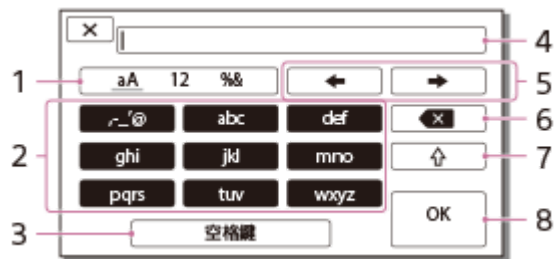 ×
4
1 aA 12 %& ← → 5
,-_'@ abc def ⌫ 6
2 ghi jkl mno ⇧ 7
pqrs tuv wxyz OK 8
3 空格鍵